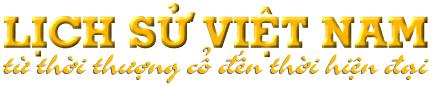 LỊCH SỬ VIỆT NAM
từ thời thượng cổ đến thời hiện đại